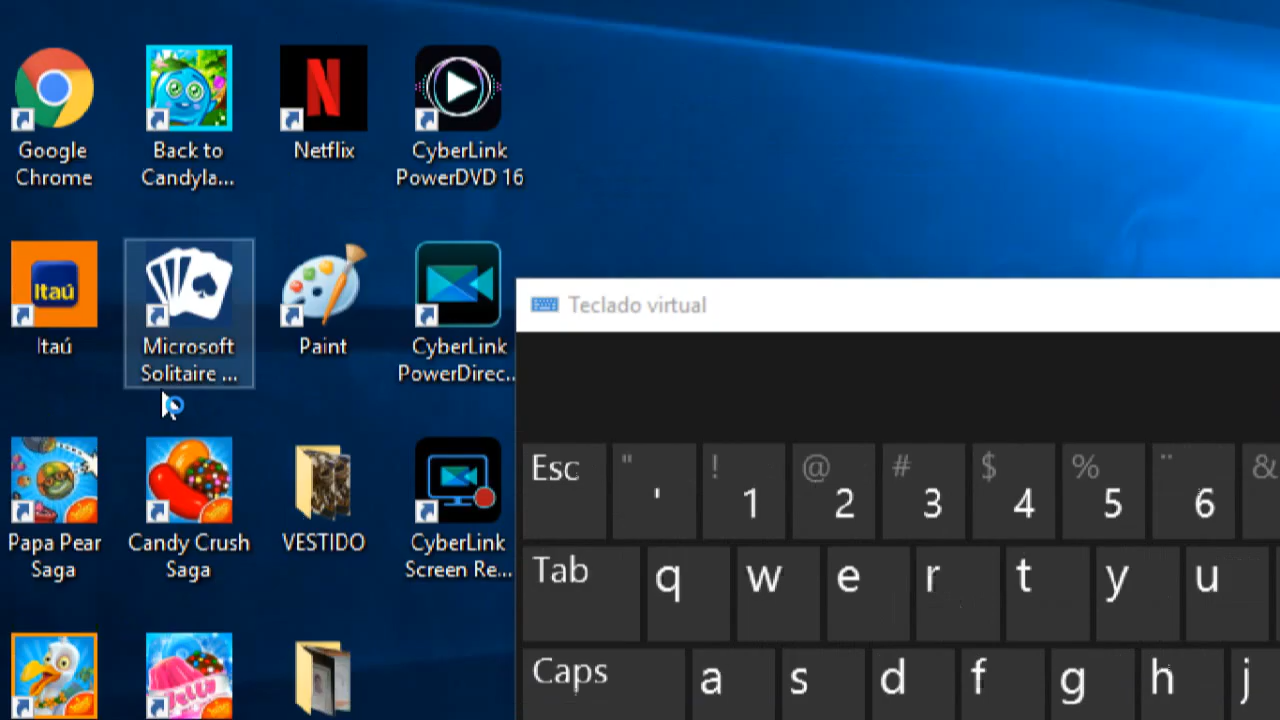 Google
Chrome
Back to
Candyla...
N
Netflix
CyberLink
PowerDVD 16
Itaú
Itaú
Microsoft
Solitaire ...
Paint
CyberLink
PowerDirec...
Teclado virtual
Papa Pear
Saga
Candy Crush
Saga
VESTIDO
CyberLink
Screen Re...
Jelly
Esc " ' ! 1 @ 2 # 3 $ 4 % 5 ¨ 6 &
Tab q w e r t y u
Caps a s d f g h j